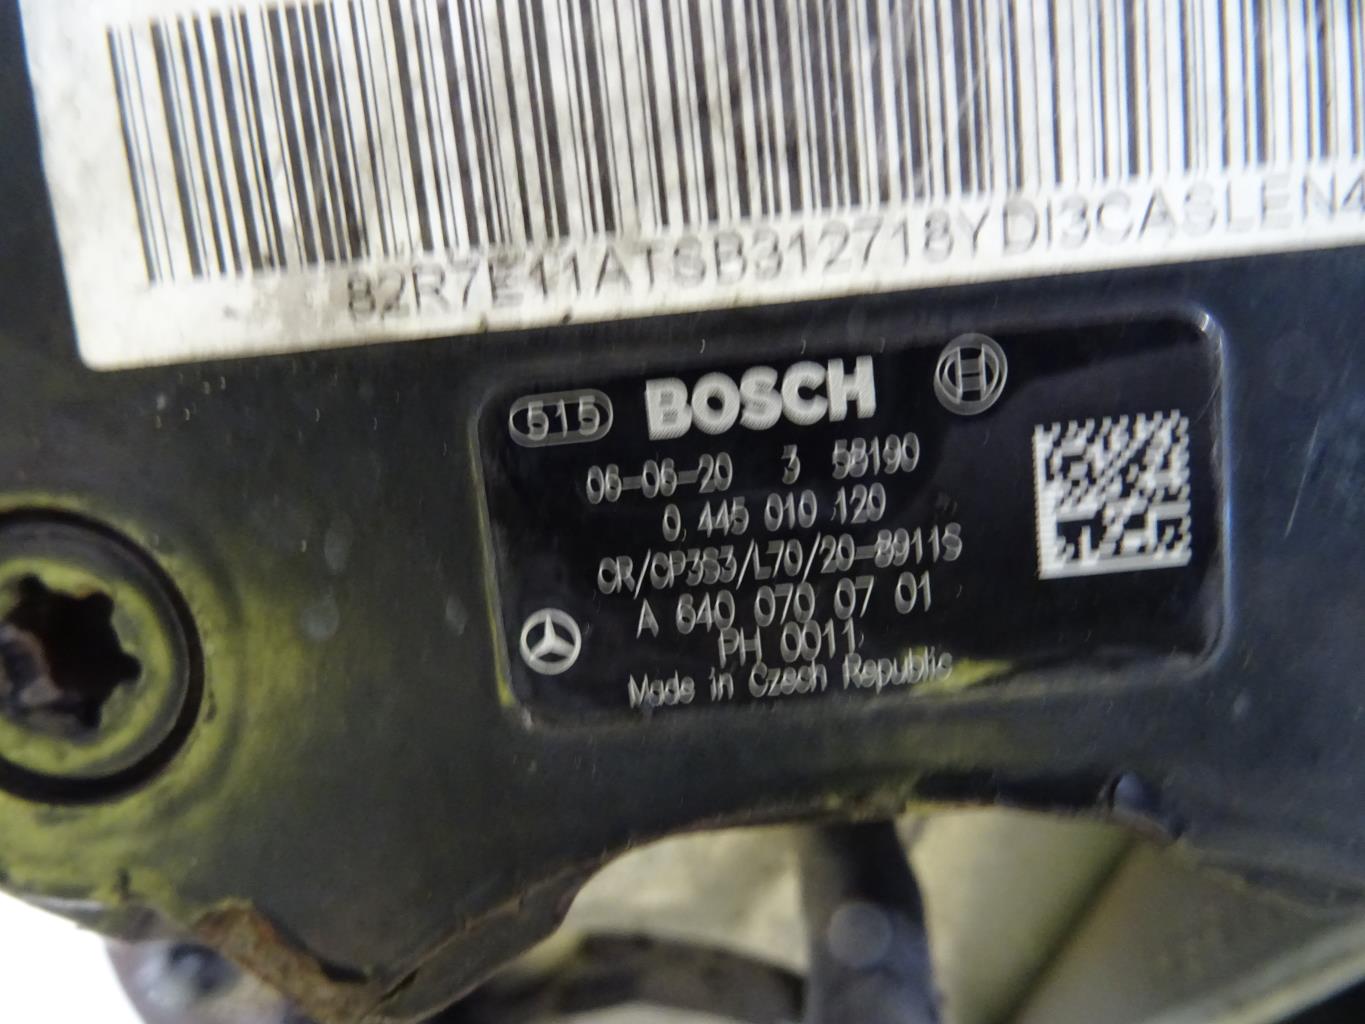 82R7E11ATSB312718YDI3CASLEN4
515 BOSCH
06-06-20 3 58190
0 445 010 120
CR/CP3S3/L70/20-8911S
A 640 070 07 01
PH 0011
Made in Czech Republic